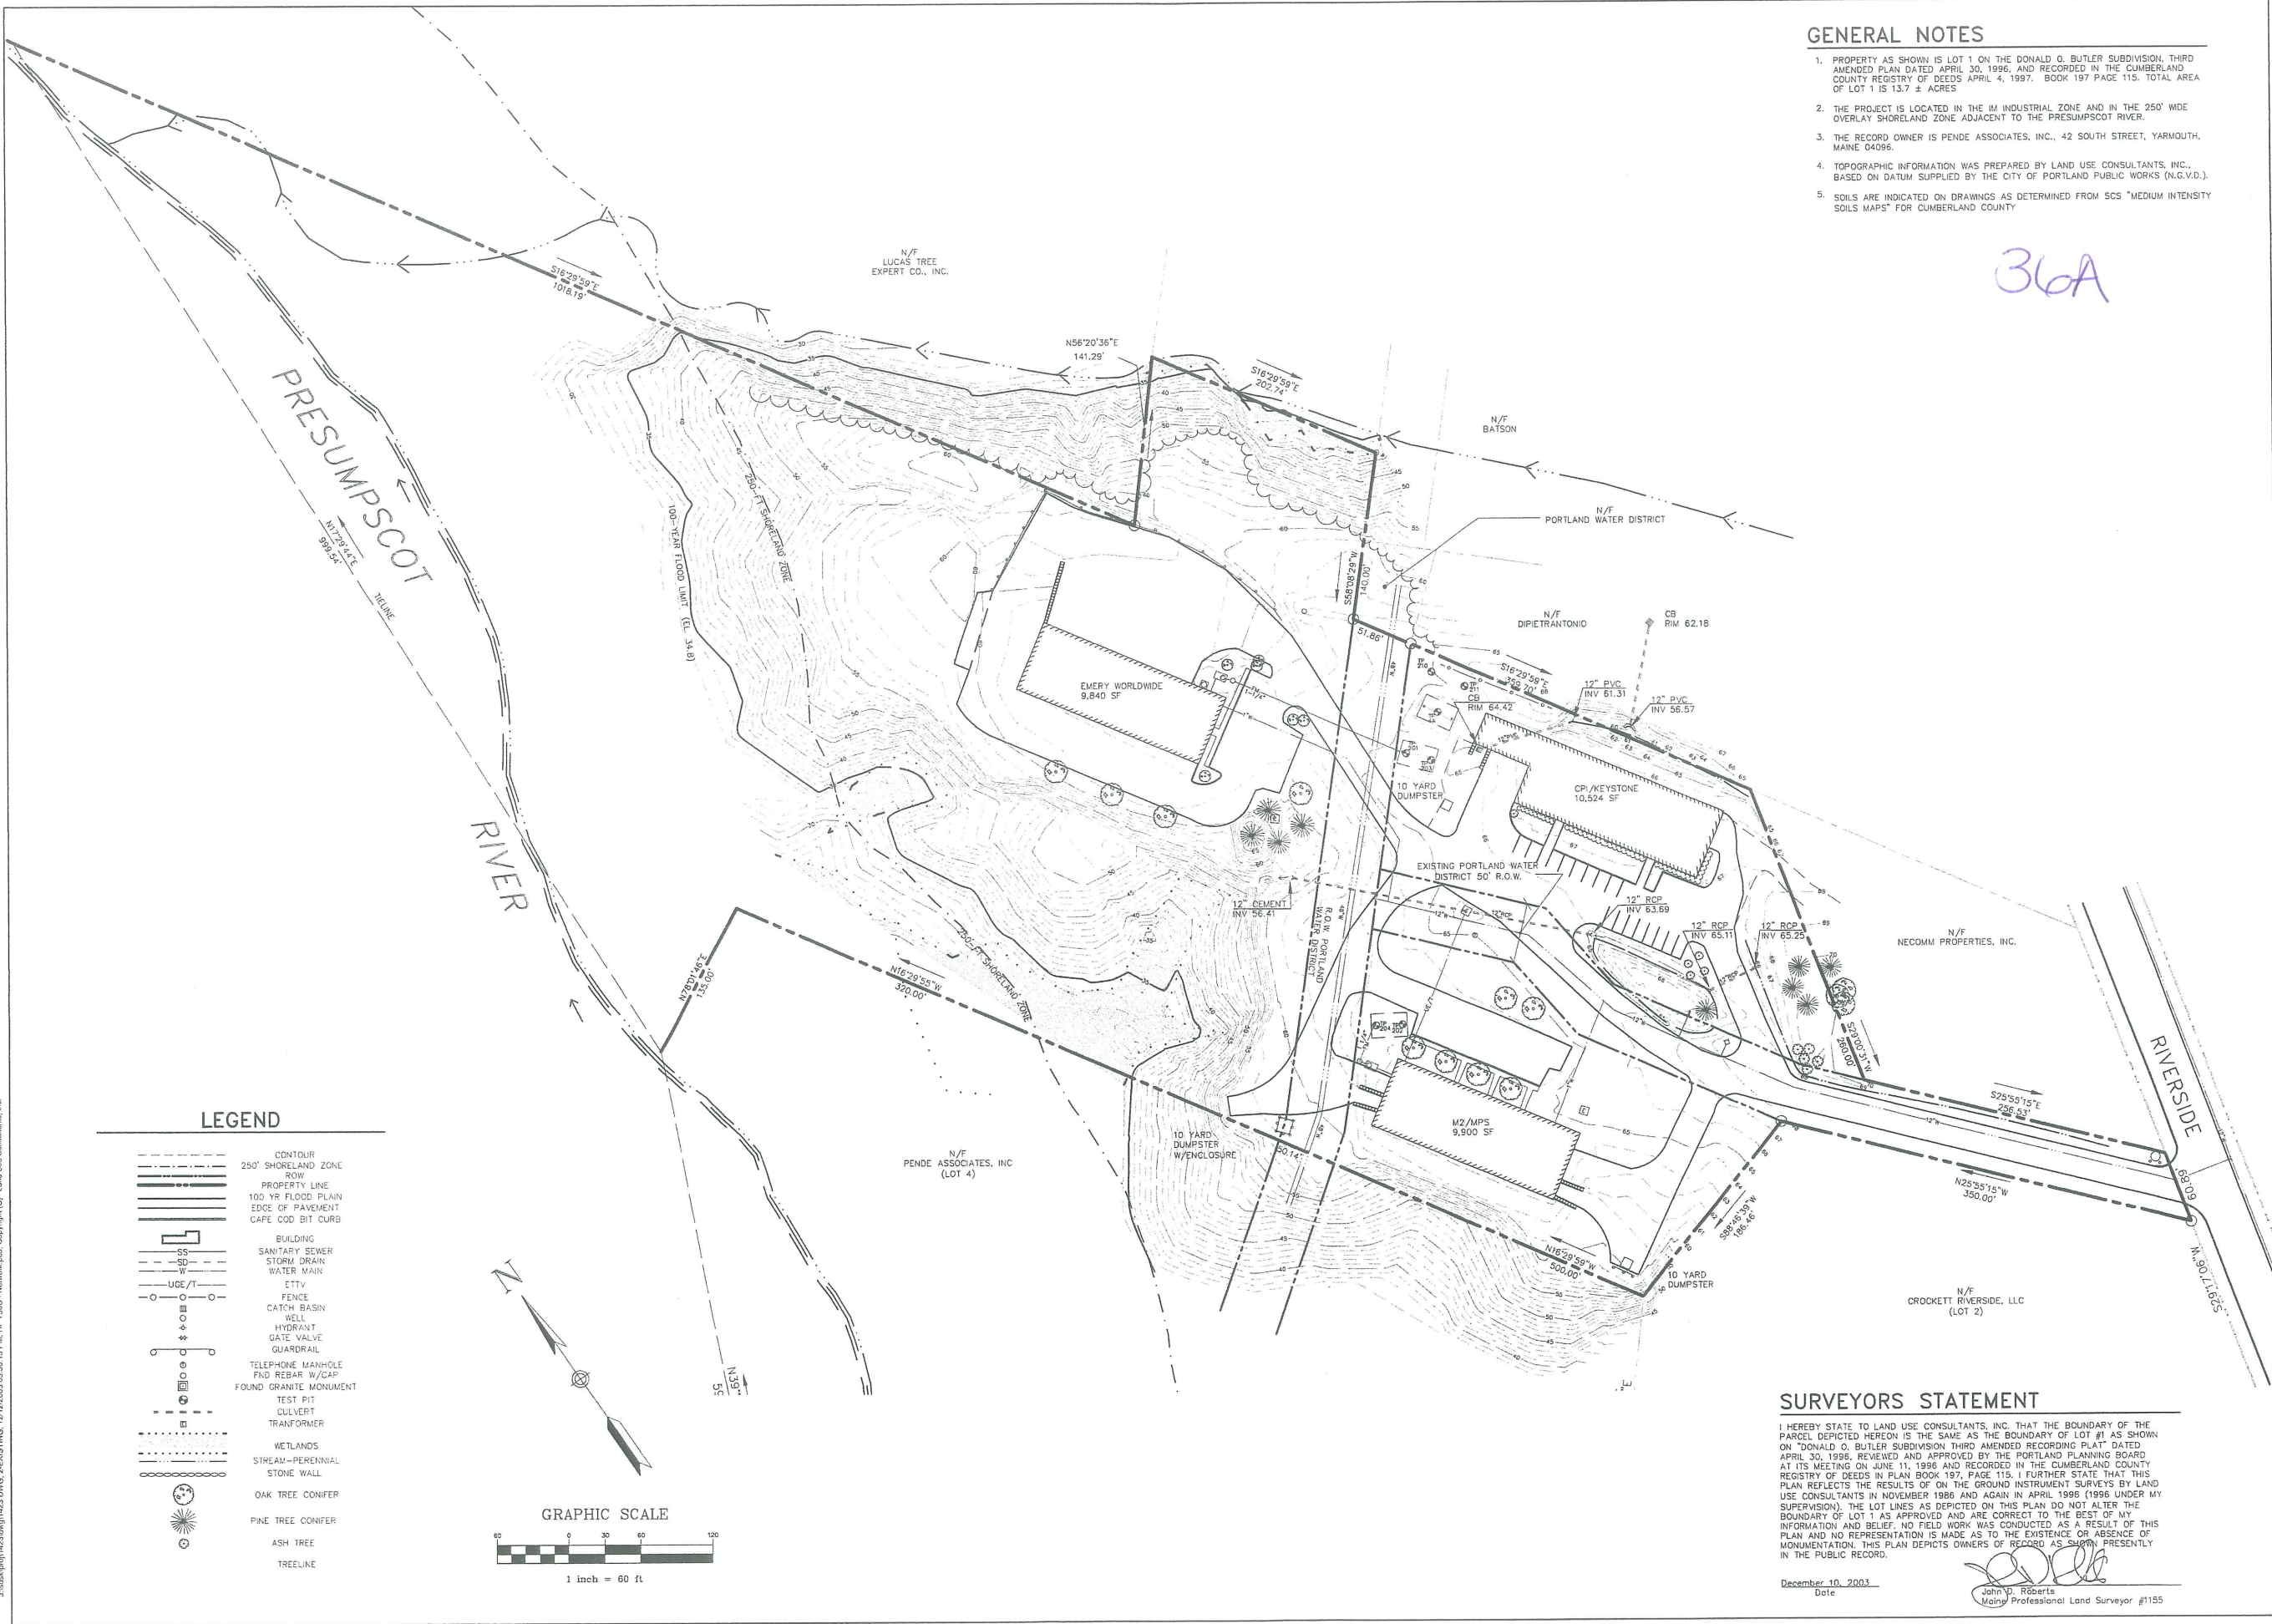 GENERAL NOTES
1. PROPERTY AS SHOWN IS LOT 1 ON THE DONALD O. BUTLER SUBDIVISION, THIRD
AMENDED PLAN DATED APRIL 30, 1996, AND RECORDED IN THE CUMBERLAND
COUNTY REGISTRY OF DEEDS APRIL 4, 1997. BOOK 197 PAGE 115. TOTAL AREA
OF LOT 1 IS 13.7 ± ACRES
2. THE PROJECT IS LOCATED IN THE IM INDUSTRIAL ZONE AND IN THE 250' WIDE
OVERLAY SHORELAND ZONE ADJACENT TO THE PRESUMPSCOT RIVER.
3. THE RECORD OWNER IS PENDE ASSOCIATES, INC., 42 SOUTH STREET, YARMOUTH,
MAINE 04096.
4. TOPOGRAPHIC INFORMATION WAS PREPARED BY LAND USE CONSULTANTS, INC.,
BASED ON DATUM SUPPLIED BY THE CITY OF PORTLAND PUBLIC WORKS (N.G.V.D.).
5. SOILS ARE INDICATED ON DRAWINGS AS DETERMINED FROM SCS "MEDIUM INTENSITY
SOILS MAPS" FOR CUMBERLAND COUNTY
36A
N/F
LUCAS TREE
EXPERT CO., INC.
S16°29'59"E
1018.19'
N56°20'36"E
141.29'
S16°29'59"E
202.74'
N/F
BATSON
N/F
PORTLAND WATER DISTRICT
S58°08'29"W
140.00'
51.86'
N/F
DIPIETRANTONIO
CB
RIM 62.18
S16°29'59"E
359.70'
12" PVC
INV 61.31
12" PVC
INV 56.57
CB
RIM 64.42
PRESUMPSCOT
RIVER
N17°29'44"E
999.54'
TIELINE
100-YEAR FLOOD LIMIT (EL. 34.8)
250-FT SHORELAND ZONE
EMERY WORLDWIDE
9,840 SF
CPI/KEYSTONE
10,524 SF
10 YARD
DUMPSTER
EXISTING PORTLAND WATER
DISTRICT 50' R.O.W.
12" CEMENT
INV 56.41
R.O.W. PORTLAND
WATER DISTRICT
12" RCP
INV 63.69
12" RCP
INV 65.11
12" RCP
INV 65.25
N/F
NECOMM PROPERTIES, INC.
250-FT SHORELAND ZONE
N78°01'46"E
135.00'
N16°29'55"W
320.00'
S29°00'31"W
260.00'
RIVERSIDE
S25°55'15"E
256.53'
60.89'
N25°55'15"W
350.00'
S29°17'06"W
M2/MPS
9,900 SF
10 YARD
DUMPSTER
W/ENCLOSURE
50.14'
N/F
PENDE ASSOCIATES, INC
(LOT 4)
N16°29'59"W
500.00'
S88°46'39"W
186.46'
10 YARD
DUMPSTER
N/F
CROCKETT RIVERSIDE, LLC
(LOT 2)
N39°
LEGEND
CONTOUR
250' SHORELAND ZONE
ROW
PROPERTY LINE
100 YR FLOOD PLAIN
EDGE OF PAVEMENT
CAPE COD BIT CURB
BUILDING
SS SANITARY SEWER
SD STORM DRAIN
W WATER MAIN
UGE/T ETTV
FENCE
CATCH BASIN
WELL
HYDRANT
GATE VALVE
GUARDRAIL
TELEPHONE MANHOLE
FND REBAR W/CAP
FOUND GRANITE MONUMENT
TEST PIT
CULVERT
TRANFORMER
WETLANDS
STREAM-PERENNIAL
STONE WALL
OAK TREE CONIFER
PINE TREE CONIFER
ASH TREE
TREELINE
N
GRAPHIC SCALE
60 0 30 60 120
1 inch = 60 ft
SURVEYORS STATEMENT
I HEREBY STATE TO LAND USE CONSULTANTS, INC. THAT THE BOUNDARY OF THE
PARCEL DEPICTED HEREON IS THE SAME AS THE BOUNDARY OF LOT #1 AS SHOWN
ON "DONALD O. BUTLER SUBDIVISION THIRD AMENDED RECORDING PLAT" DATED
APRIL 30, 1996, REVIEWED AND APPROVED BY THE PORTLAND PLANNING BOARD
AT ITS MEETING ON JUNE 11, 1996 AND RECORDED IN THE CUMBERLAND COUNTY
REGISTRY OF DEEDS IN PLAN BOOK 197, PAGE 115. I FURTHER STATE THAT THIS
PLAN REFLECTS THE RESULTS OF ON THE GROUND INSTRUMENT SURVEYS BY LAND
USE CONSULTANTS IN NOVEMBER 1986 AND AGAIN IN APRIL 1996 (1996 UNDER MY
SUPERVISION). THE LOT LINES AS DEPICTED ON THIS PLAN DO NOT ALTER THE
BOUNDARY OF LOT 1 AS APPROVED AND ARE CORRECT TO THE BEST OF MY
INFORMATION AND BELIEF. NO FIELD WORK WAS CONDUCTED AS A RESULT OF THIS
PLAN AND NO REPRESENTATION IS MADE AS TO THE EXISTENCE OR ABSENCE OF
MONUMENTATION. THIS PLAN DEPICTS OWNERS OF RECORD AS SHOWN PRESENTLY
IN THE PUBLIC RECORD.
December 10, 2003
Date
John D. Roberts
Maine Professional Land Surveyor #1155